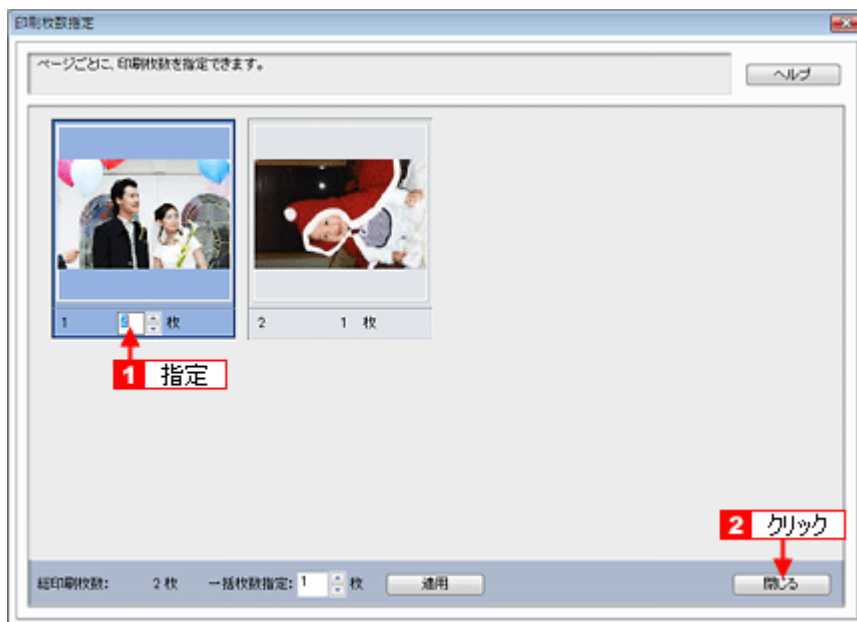 印刷枚数指定
ページごとに、印刷枚数を指定できます。
ヘルプ
1 枚
2 1 枚
1 指定
2 クリック
総印刷枚数: 2 枚 一括枚数指定: 1 枚 適用 閉じる